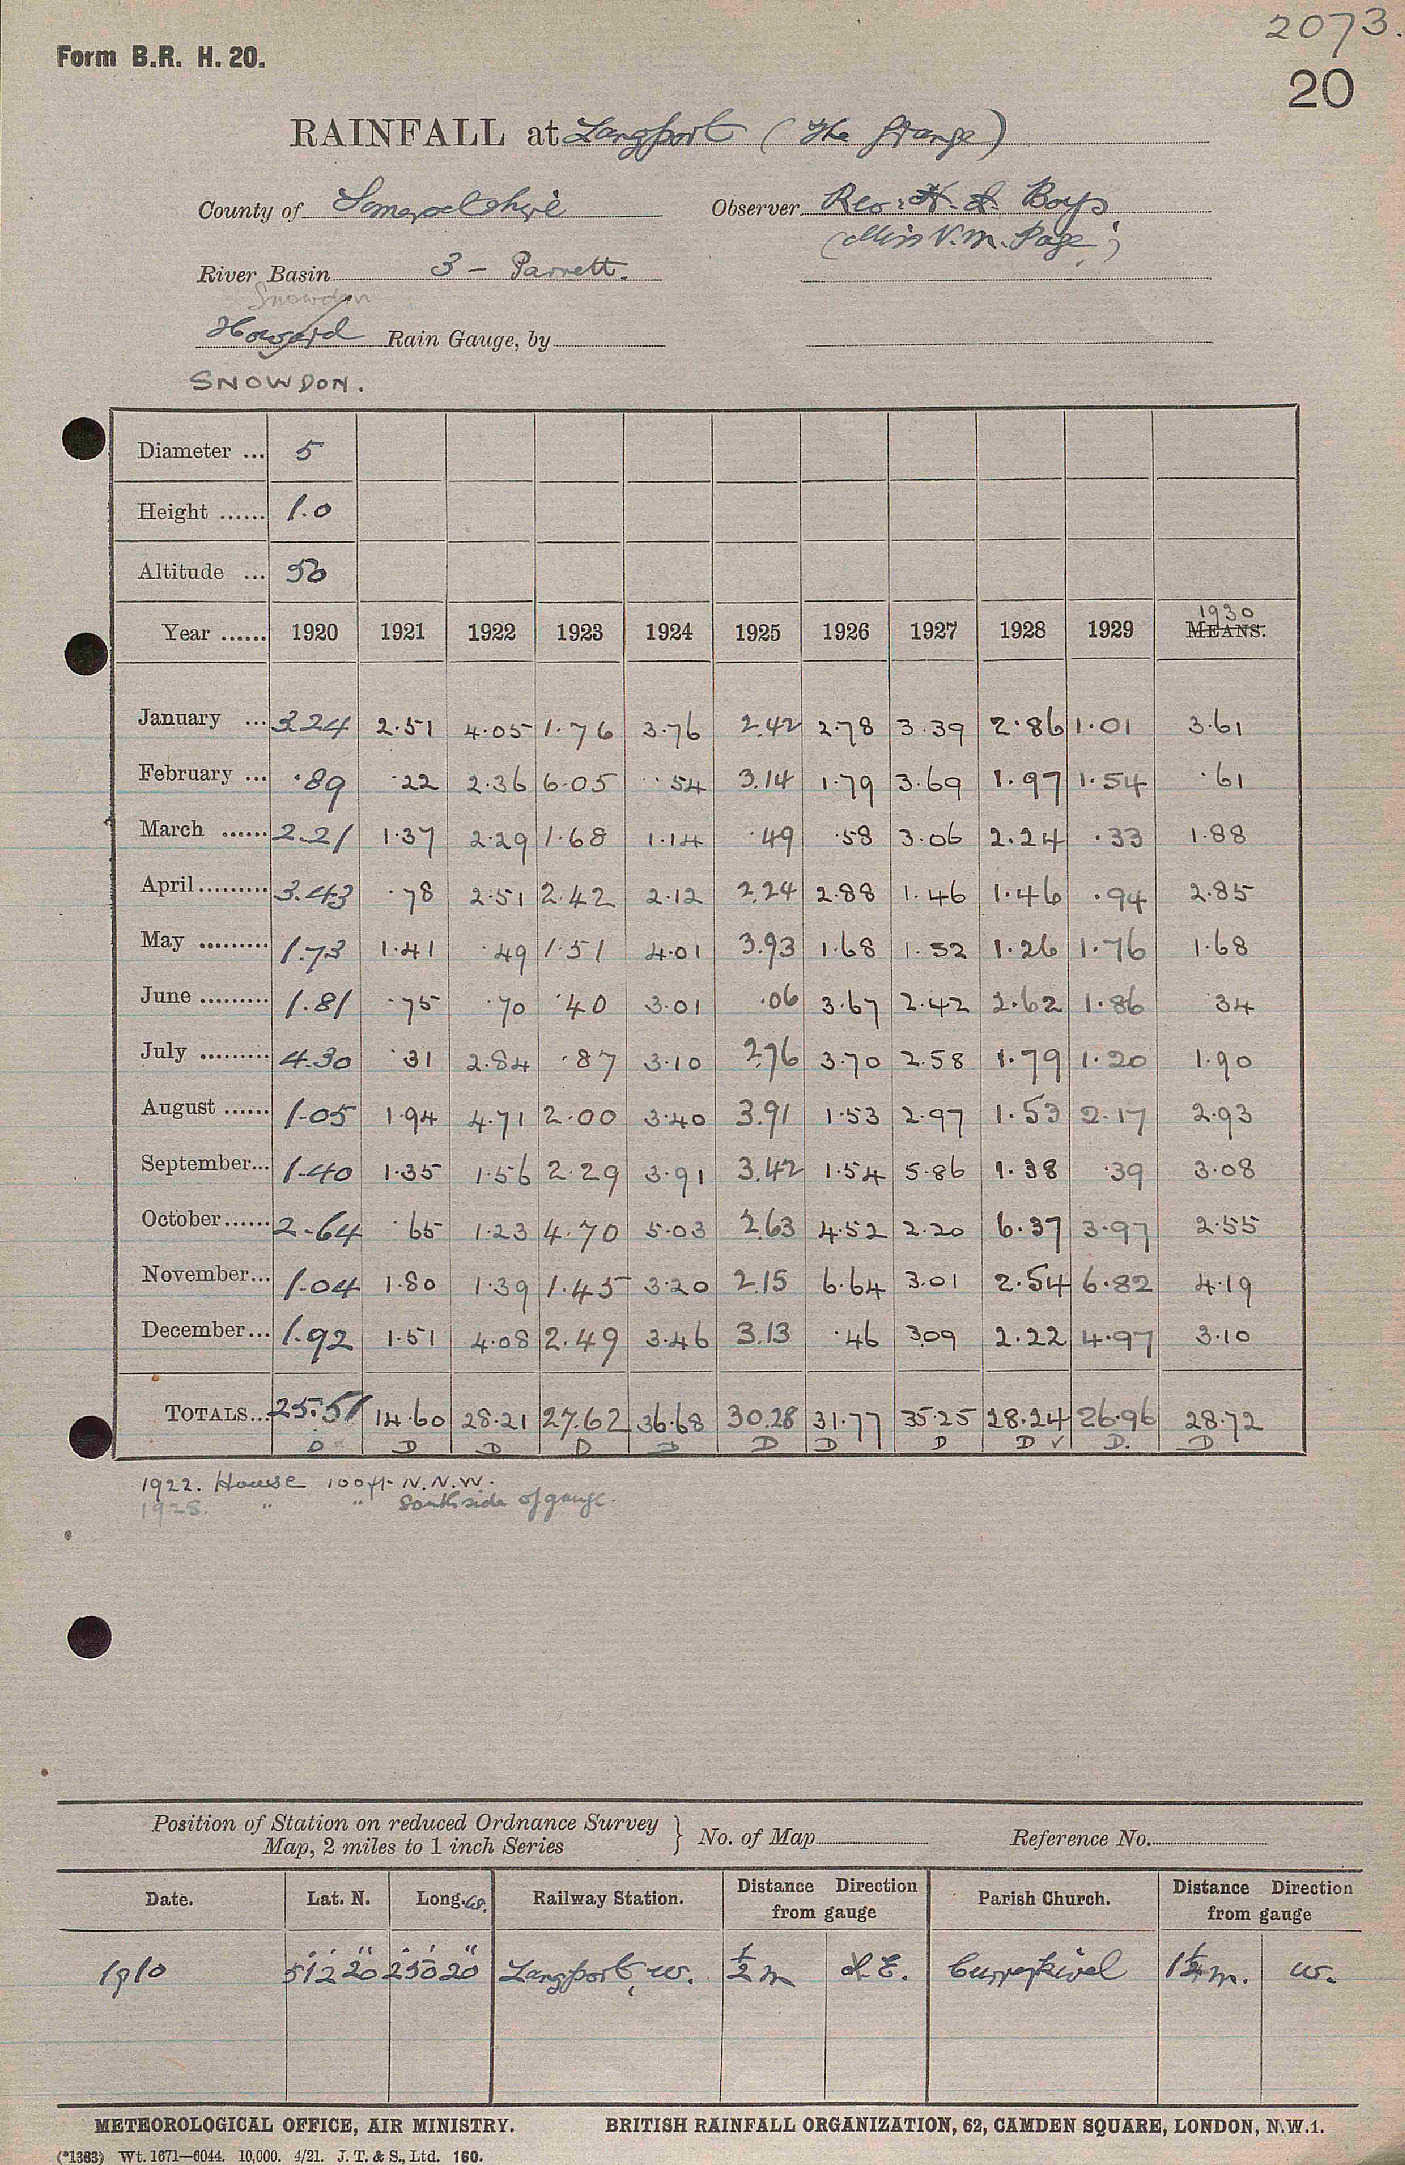 2073.
Form B.R. H. 20.
20
RAINFALL at Langport (The Grange)
County of Somersetshire Observer Rev: H. S. Boys
(Miss V. M. Page)
River Basin 3 - Parrett.
Snowdon
Howard Rain Gauge, by
SNOWDON.
Diameter ... 5
Height ...... 1.0
Altitude ... 50
1930
Year ...... 1920 1921 1922 1923 1924 1925 1926 1927 1928 1929 MEANS.
January ... 3.24 2.51 4.05 1.76 3.76 2.42 2.78 3.39 2.86 1.01 3.61
February ... .89 .22 2.36 6.05 .54 3.14 1.79 3.69 1.97 1.54 .61
March ...... 2.21 1.37 2.29 1.68 1.14 .49 .58 3.06 2.24 .33 1.88
April ......... 3.43 .78 2.51 2.42 2.12 2.24 2.88 1.46 1.46 .94 2.85
May ......... 1.73 1.41 .49 1.51 4.01 3.93 1.68 1.52 1.26 1.76 1.68
June ......... 1.81 .75 .70 .40 3.01 .06 3.67 2.42 2.62 1.86 .34
July ......... 4.30 .31 2.84 .87 3.10 2.76 3.70 2.58 1.79 1.20 1.90
August ...... 1.05 1.94 4.71 2.00 3.40 3.91 1.53 2.97 1.53 2.17 2.93
September... 1.40 1.35 1.56 2.29 3.91 3.42 1.54 5.86 1.38 .39 3.08
October...... 2.64 .65 1.23 4.70 5.03 2.63 4.52 2.20 6.37 3.97 2.55
November... 1.04 1.80 1.39 1.45 3.20 2.15 6.64 3.01 2.54 6.82 4.19
December... 1.92 1.51 4.08 2.49 3.46 3.13 .46 3.09 2.22 4.97 3.10
TOTALS... 25.51 14.60 28.21 27.62 36.68 30.28 31.77 35.25 28.24 26.96 28.72
D D D D D D D D D ✓ D. D
1922. House 100 ft. N.N.W.
1925. " " South side of gauge.
Position of Station on reduced Ordnance Survey
Map, 2 miles to 1 inch Series } No. of Map Reference No.
Date. Lat. N. Long. W. Railway Station. Distance Direction from gauge Parish Church. Distance Direction from gauge
1910 51° 2' 20" 2° 50' 20" Langport, W. 1/2 m S.E. Curry Rivel 1 1/4 m. W.
METEOROLOGICAL OFFICE, AIR MINISTRY. BRITISH RAINFALL ORGANIZATION, 62, CAMDEN SQUARE, LONDON, N.W.1.
(*1383) Wt. 1671—6044. 10,000. 4/21. J. T. & S., Ltd. 160.